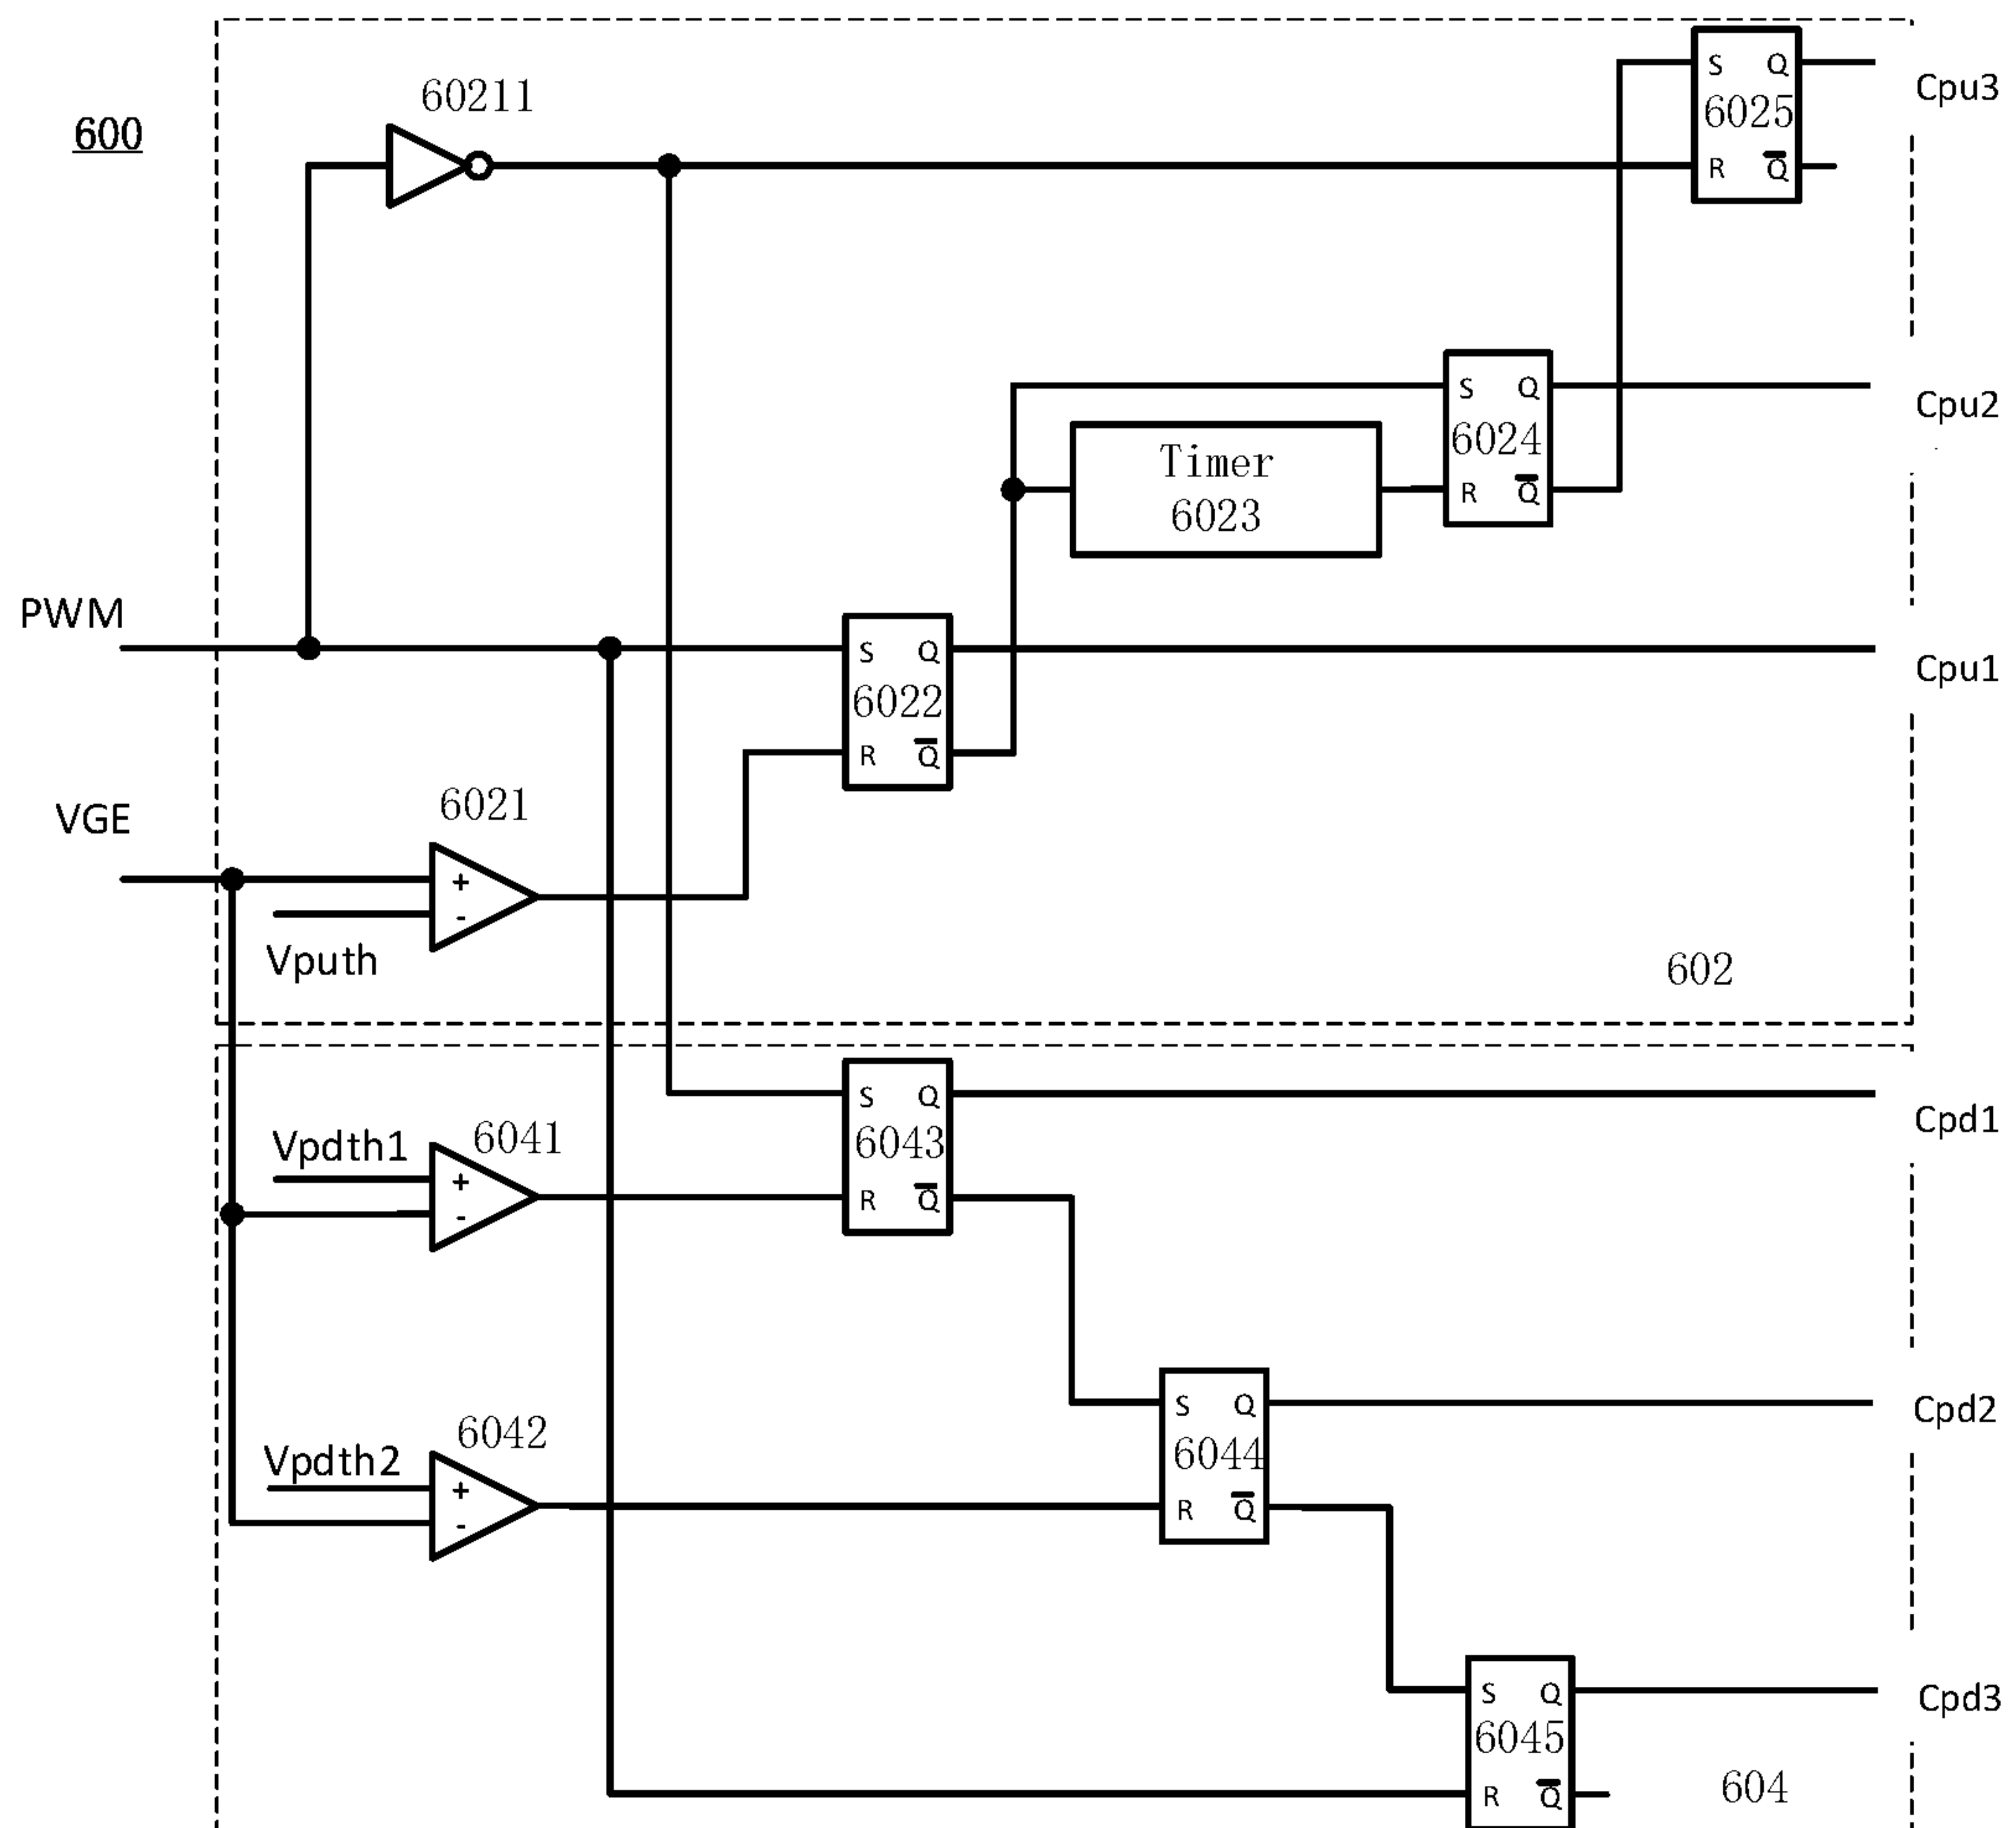 600
60211
S Q
6025
R Q
Cpu3
S Q
6024
R Q
Cpu2
Timer
6023
PWM
S Q
6022
R Q
Cpu1
VGE
6021
+
-
Vputh
602
S Q
6043
R Q
Cpd1
Vpdth1
6041
+
-
S Q
6044
R Q
Cpd2
Vpdth2
6042
+
-
S Q
6045
R Q
Cpd3
604